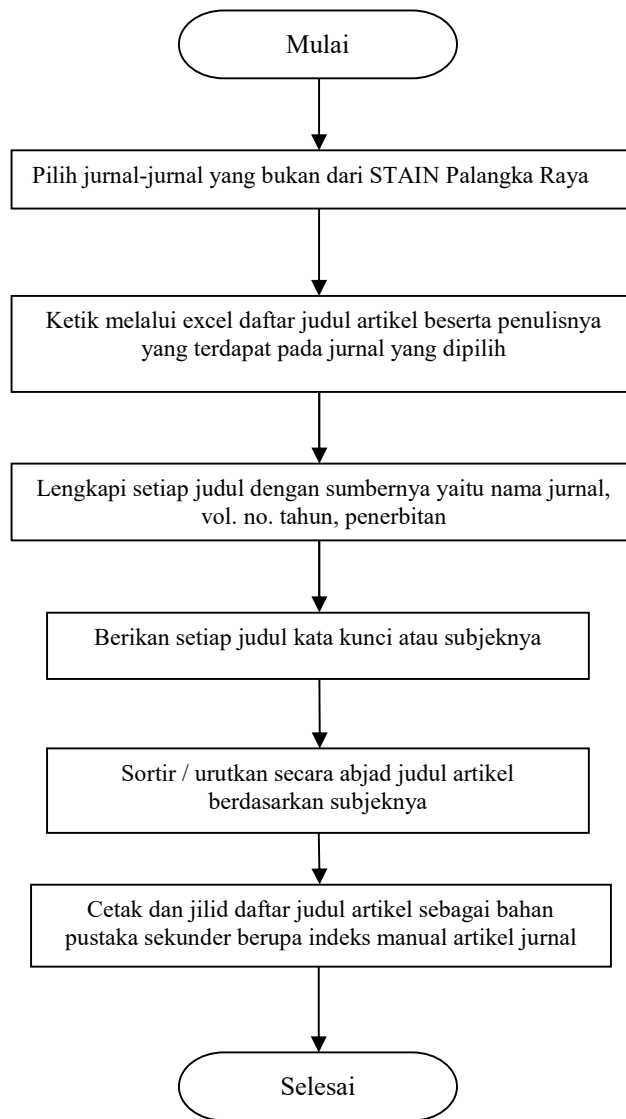 Mulai
Pilih jurnal-jurnal yang bukan dari STAIN Palangka Raya
Ketik melalui excel daftar judul artikel beserta penulisnya
yang terdapat pada jurnal yang dipilih
Lengkapi setiap judul dengan sumbernya yaitu nama jurnal,
vol. no. tahun, penerbitan
Berikan setiap judul kata kunci atau subjeknya
Sortir / urutkan secara abjad judul artikel
berdasarkan subjeknya
Cetak dan jilid daftar judul artikel sebagai bahan
pustaka sekunder berupa indeks manual artikel jurnal
Selesai